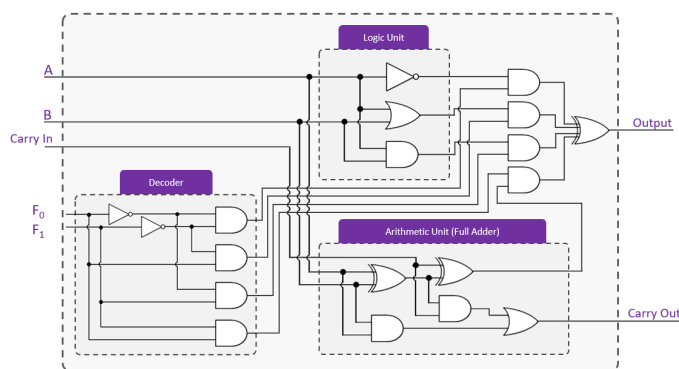 Logic Unit
A
B
Carry In
Output
Decoder
F0
F1
Arithmetic Unit (Full Adder)
Carry Out